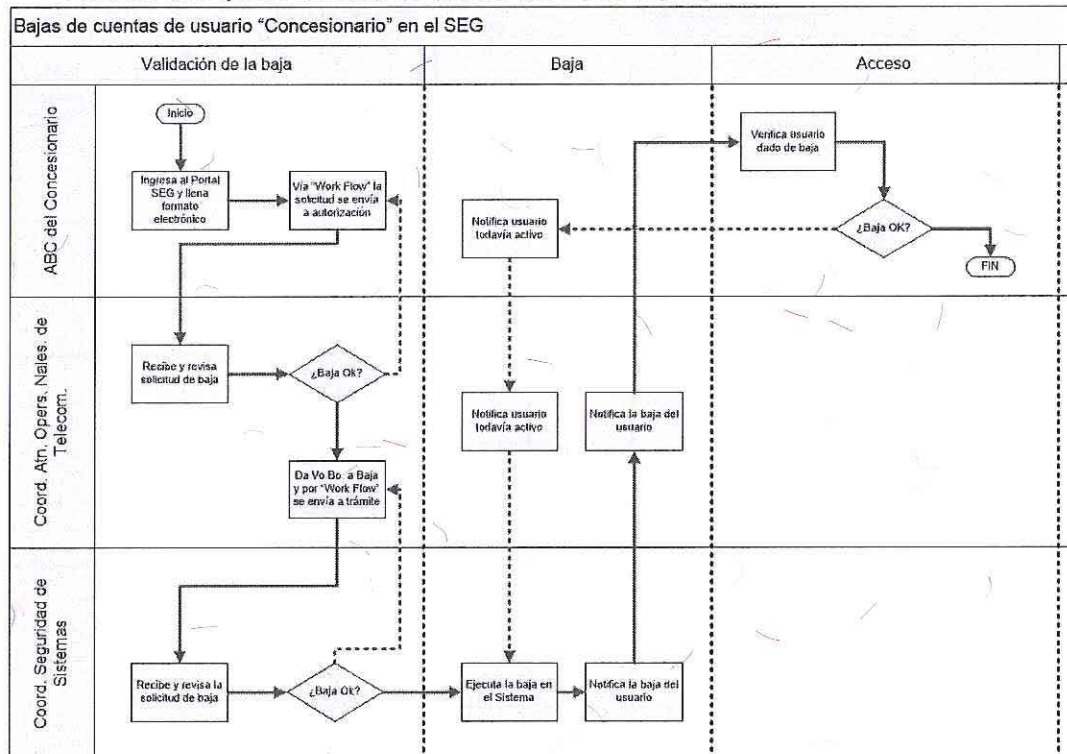 Bajas de cuentas de usuario "Concesionario" en el SEG
Validación de la baja
Baja
Acceso
ABC del Concesionario
Inicio
Ingresa al Portal
SEG y llena
formato
electrónico
Vía "Work Flow" la
solicitud se envía
a autorización
Notifica usuario
todavía activo
Verifica usuario
dado de baja
¿Baja OK?
FIN
Coord. Atn. Opers. Nales. de
Telecom.
Recibe y revisa
solicitud de baja
¿Baja Ok?
Da Vo Bo. a Baja
y por "Work Flow"
se envía a trámite
Notifica usuario
todavía activo
Notifica la baja del
usuario
Coord. Seguridad de
Sistemas
Recibe y revisa la
solicitud de baja
¿Baja Ok?
Ejecuta la baja en
el Sistema
Notifica la baja del
usuario